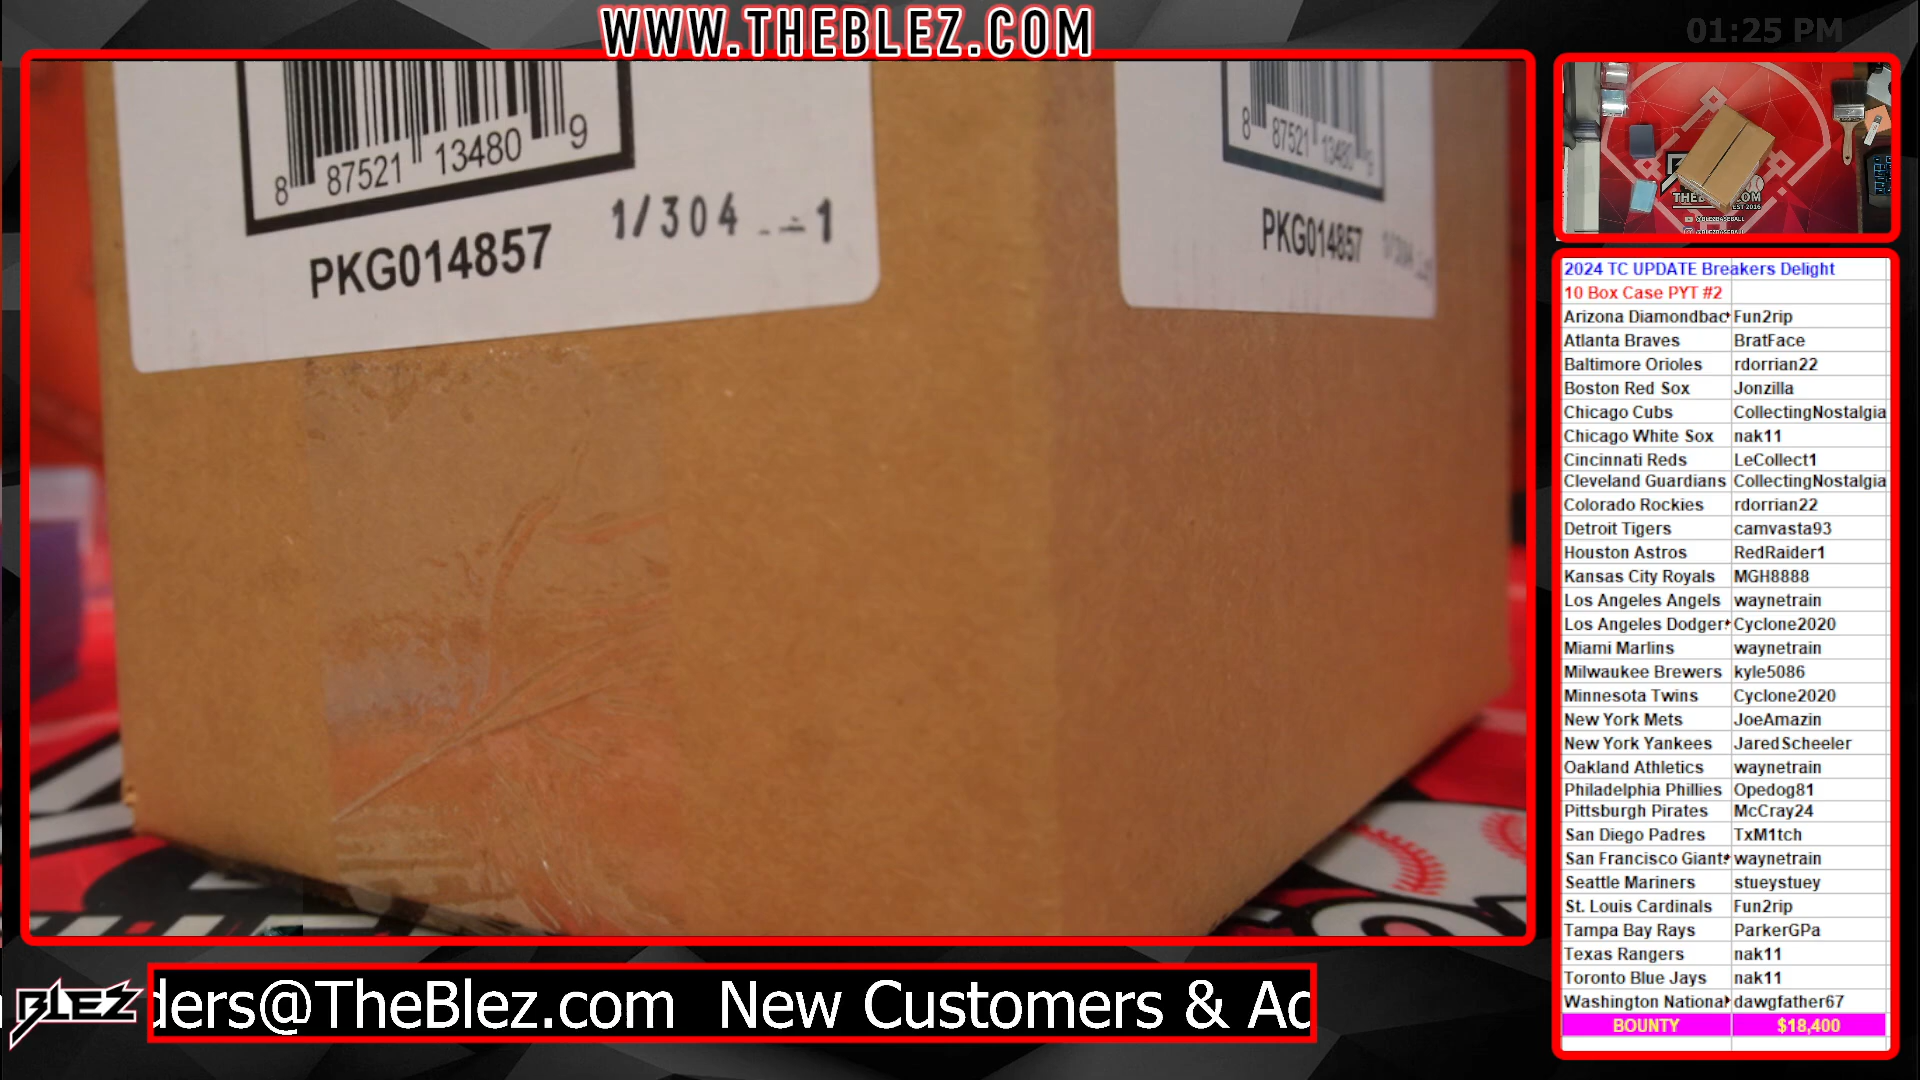 WWW.THEBLEZ.COM
01:25 PM
8 87521 13480 9
PKG014857
1/304 -- 1
8 87521 13480 9
PKG014857
2024 TC UPDATE Breakers Delight
10 Box Case PYT #2
Arizona Diamondbac Fun2rip
Atlanta Braves BratFace
Baltimore Orioles rdorrian22
Boston Red Sox Jonzilla
Chicago Cubs CollectingNostalgia
Chicago White Sox nak11
Cincinnati Reds LeCollect1
Cleveland Guardians CollectingNostalgia
Colorado Rockies rdorrian22
Detroit Tigers camvasta93
Houston Astros RedRaider1
Kansas City Royals MGH8888
Los Angeles Angels waynetrain
Los Angeles Dodger Cyclone2020
Miami Marlins waynetrain
Milwaukee Brewers kyle5086
Minnesota Twins Cyclone2020
New York Mets JoeAmazin
New York Yankees JaredScheeler
Oakland Athletics waynetrain
Philadelphia Phillies Opedog81
Pittsburgh Pirates McCray24
San Diego Padres TxM1tch
San Francisco Giant waynetrain
Seattle Mariners stueystuey
St. Louis Cardinals Fun2rip
Tampa Bay Rays ParkerGPa
Texas Rangers nak11
Toronto Blue Jays nak11
Washington National dawgfather67
BOUNTY $18,400
BLEZ
ders@TheBlez.com New Customers & Ac